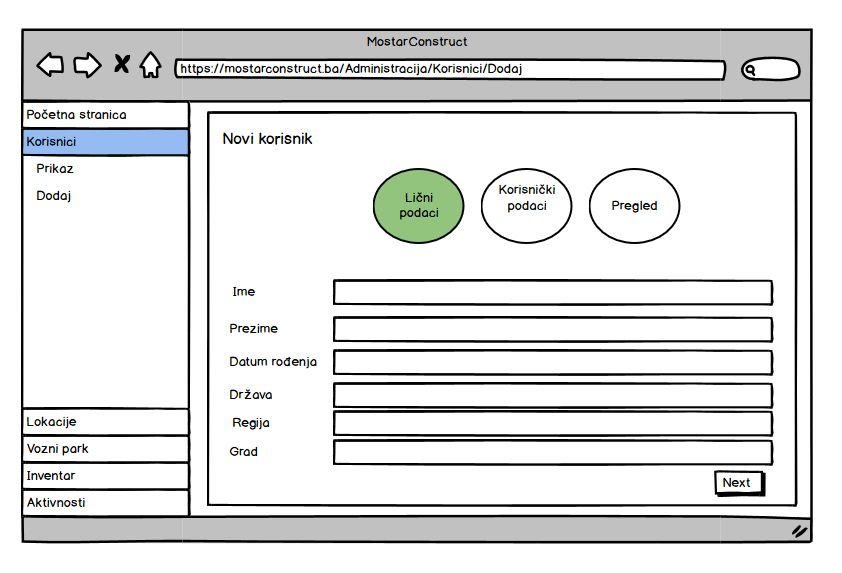 MostarConstruct
https://mostarconstruct.ba/Administracija/Korisnici/Dodaj
Početna stranica
Korisnici
Prikaz
Dodaj
Lokacije
Vozni park
Inventar
Aktivnosti
Novi korisnik
Lični
podaci
Korisnički
podaci
Pregled
Ime
Prezime
Datum rođenja
Država
Regija
Grad
Next